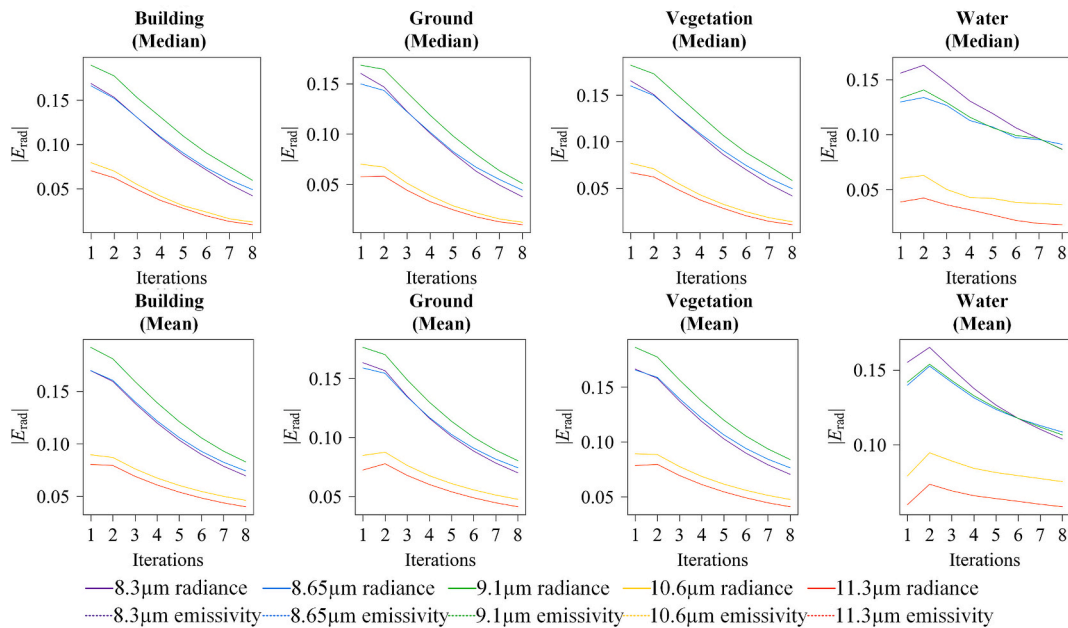 Building Ground Vegetation Water
(Median) (Median) (Median) (Median)
0.15 0.15 0.15 0.15
0.10 0.10 0.10 0.10
0.05 0.05 0.05 0.05
|Erad| |Erad| |Erad| |Erad|
1 2 3 4 5 6 7 8 1 2 3 4 5 6 7 8 1 2 3 4 5 6 7 8 1 2 3 4 5 6 7 8
Iterations Iterations Iterations Iterations
Building Ground Vegetation Water
(Mean) (Mean) (Mean) (Mean)
0.15 0.15 0.15 0.15
0.10 0.10 0.10 0.10
0.05 0.05 0.05
|Erad| |Erad| |Erad| |Erad|
1 2 3 4 5 6 7 8 1 2 3 4 5 6 7 8 1 2 3 4 5 6 7 8 1 2 3 4 5 6 7 8
Iterations Iterations Iterations Iterations
8.3μm radiance 8.65μm radiance 9.1μm radiance 10.6μm radiance 11.3μm radiance
8.3μm emissivity 8.65μm emissivity 9.1μm emissivity 10.6μm emissivity 11.3μm emissivity